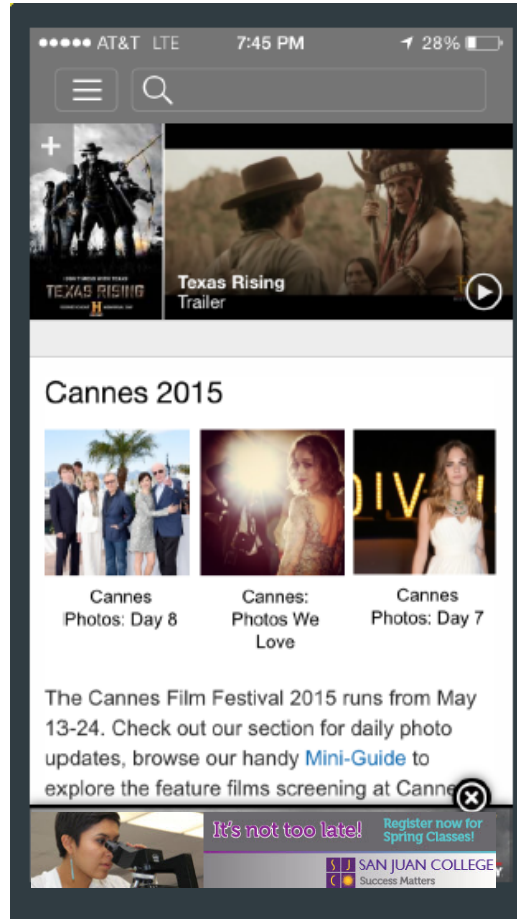 AT&T LTE 7:45 PM 28%
TEXAS RISING
H
Texas Rising
Trailer
Cannes 2015
DIV
Cannes
Photos: Day 8
Cannes:
Photos We
Love
Cannes
Photos: Day 7
The Cannes Film Festival 2015 runs from May
13-24. Check out our section for daily photo
updates, browse our handy Mini-Guide to
explore the feature films screening at Canne
It's not too late!
Register now for
Spring Classes!
S J
C
SAN JUAN COLLEGE
Success Matters